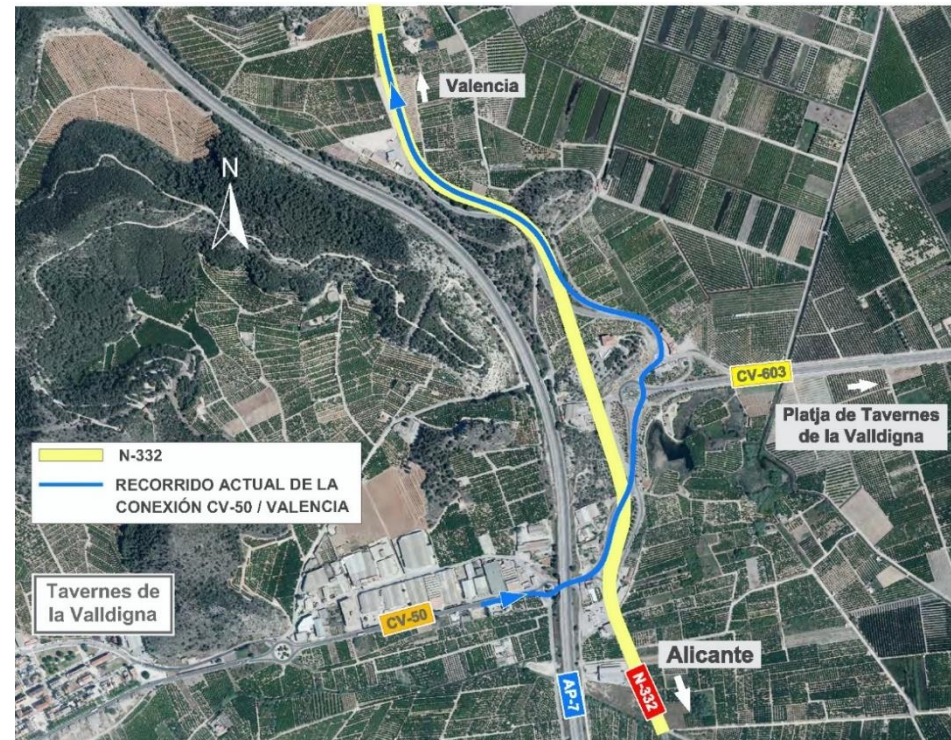 Valencia
N
CV-603
Platja de Tavernes
de la Valldigna
N-332
RECORRIDO ACTUAL DE LA
CONEXIÓN CV-50 / VALENCIA
Tavernes de
la Valldigna
CV-50
Alicante
AP-7
N-332